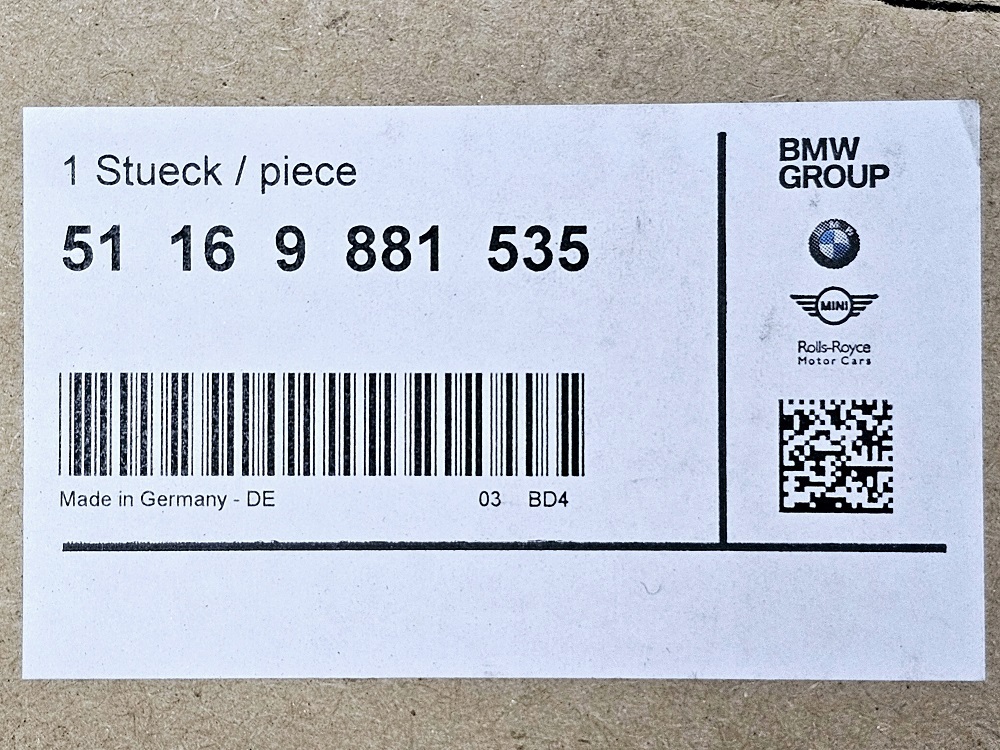 1 Stueck / piece
51 16 9 881 535
Made in Germany - DE 03 BD4
BMW
GROUP
BMW
MINI
Rolls-Royce
Motor Cars